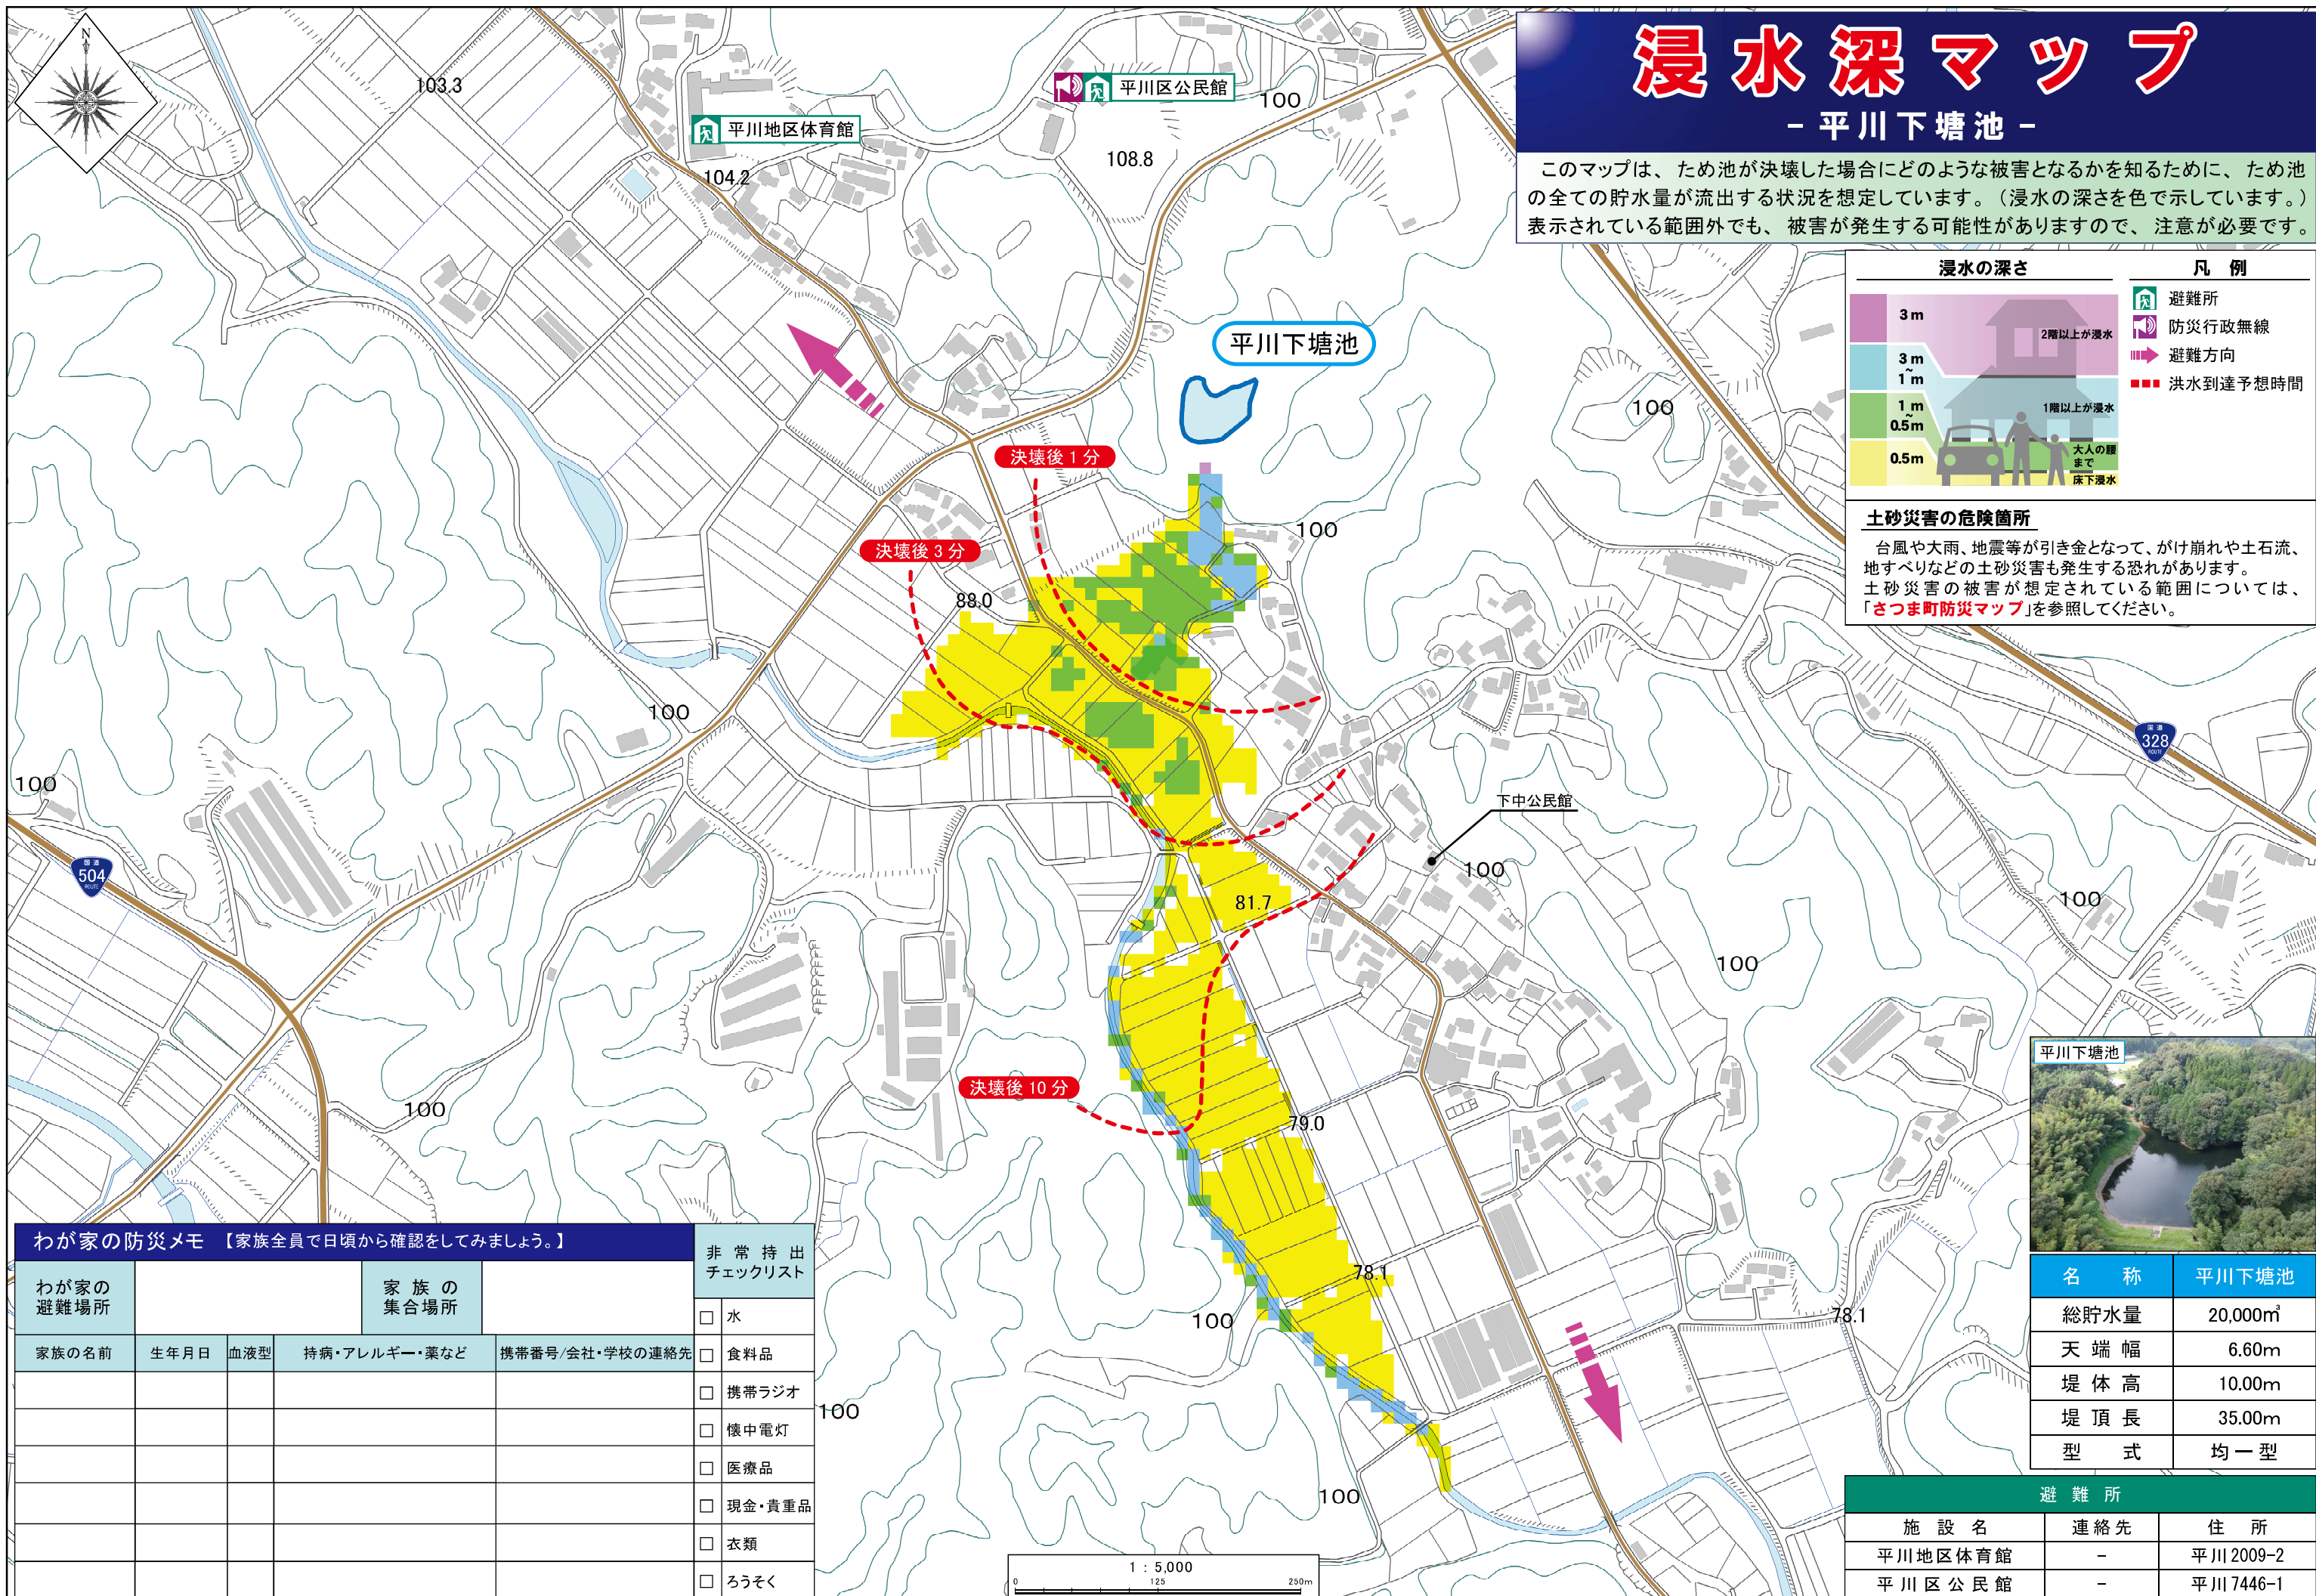 浸水深マップ
- 平川下塘池 -
このマップは、ため池が決壊した場合にどのような被害となるかを知るために、ため池
の全ての貯水量が流出する状況を想定しています。（浸水の深さを色で示しています。）
表示されている範囲外でも、被害が発生する可能性がありますので、注意が必要です。
N
103.3
平川地区体育館
平川区公民館
100
104.2
108.8
平川下塘池
浸水の深さ
3m
2階以上が浸水
3m
~
1m
1階以上が浸水
1m
~
0.5m
大人の腰
まで
0.5m
床下浸水
凡 例
避難所
防災行政無線
避難方向
洪水到達予想時間
土砂災害の危険箇所
台風や大雨、地震等が引き金となって、がけ崩れや土石流、
地すべりなどの土砂災害も発生する恐れがあります。
土砂災害の被害が想定されている範囲については、
「さつま町防災マップ」を参照してください。
100
決壊後 1 分
100
決壊後 3 分
88.0
100
国道
328
ROUTE
100
下中公民館
国道
504
ROUTE
100
81.7
100
100
決壊後 10 分
100
79.0
78.1
78.1
100
100
100
平川下塘池
名 称 平川下塘池
総貯水量 20,000㎥
天端幅 6.60m
堤体高 10.00m
堤頂長 35.00m
型 式 均一型
避難所
施設名 連絡先 住所
平川地区体育館 - 平川2009-2
平川区公民館 - 平川7446-1
わが家の防災メモ 【家族全員で日頃から確認をしてみましょう。】
わが家の
避難場所
家族の
集合場所
家族の名前 生年月日 血液型 持病・アレルギー・薬など 携帯番号/会社・学校の連絡先
非常持出
チェックリスト
□ 水
□ 食料品
□ 携帯ラジオ
□ 懐中電灯
□ 医療品
□ 現金・貴重品
□ 衣類
□ ろうそく
1 : 5,000
0 125 250m